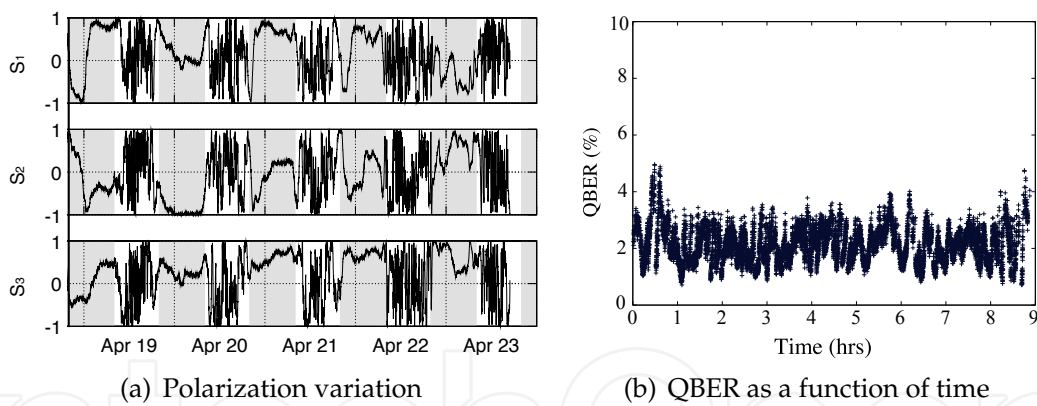 1
0
-1
S1
1
0
-1
S2
1
0
-1
S3
Apr 19 Apr 20 Apr 21 Apr 22 Apr 23
(a) Polarization variation
10
8
6
4
2
0
QBER (%)
0 1 2 3 4 5 6 7 8 9
Time (hrs)
(b) QBER as a function of time